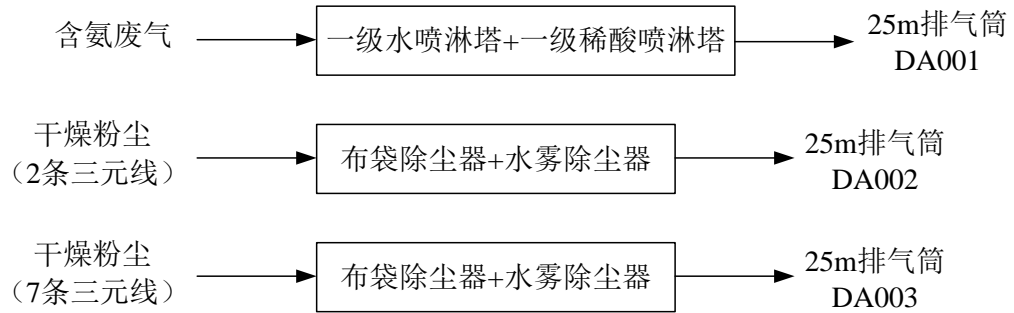 含氨废气
一级水喷淋塔+一级稀酸喷淋塔
25m排气筒
DA001
干燥粉尘
（2条三元线）
布袋除尘器+水雾除尘器
25m排气筒
DA002
干燥粉尘
（7条三元线）
布袋除尘器+水雾除尘器
25m排气筒
DA003